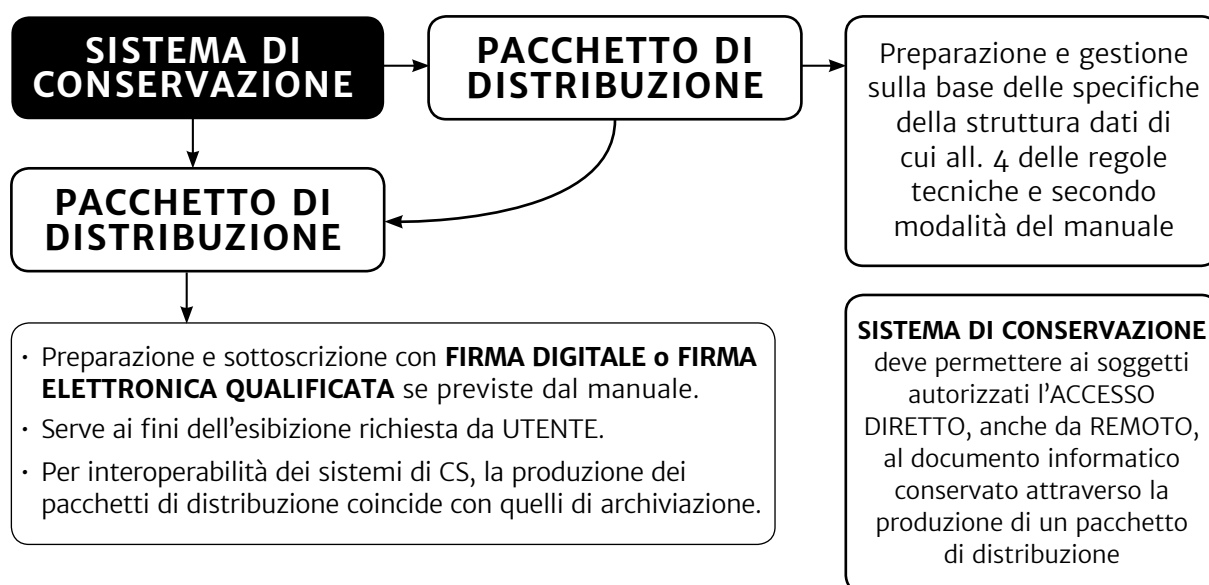 SISTEMA DI
CONSERVAZIONE
PACCHETTO DI
DISTRIBUZIONE
Preparazione e gestione
sulla base delle specifiche
della struttura dati di
cui all. 4 delle regole
tecniche e secondo
modalità del manuale
PACCHETTO DI
DISTRIBUZIONE
· Preparazione e sottoscrizione con FIRMA DIGITALE o FIRMA
ELETTRONICA QUALIFICATA se previste dal manuale.
· Serve ai fini dell'esibizione richiesta da UTENTE.
· Per interoperabilità dei sistemi di CS, la produzione dei
pacchetti di distribuzione coincide con quelli di archiviazione.
SISTEMA DI CONSERVAZIONE
deve permettere ai soggetti
autorizzati l'ACCESSO
DIRETTO, anche da REMOTO,
al documento informatico
conservato attraverso la
produzione di un pacchetto
di distribuzione